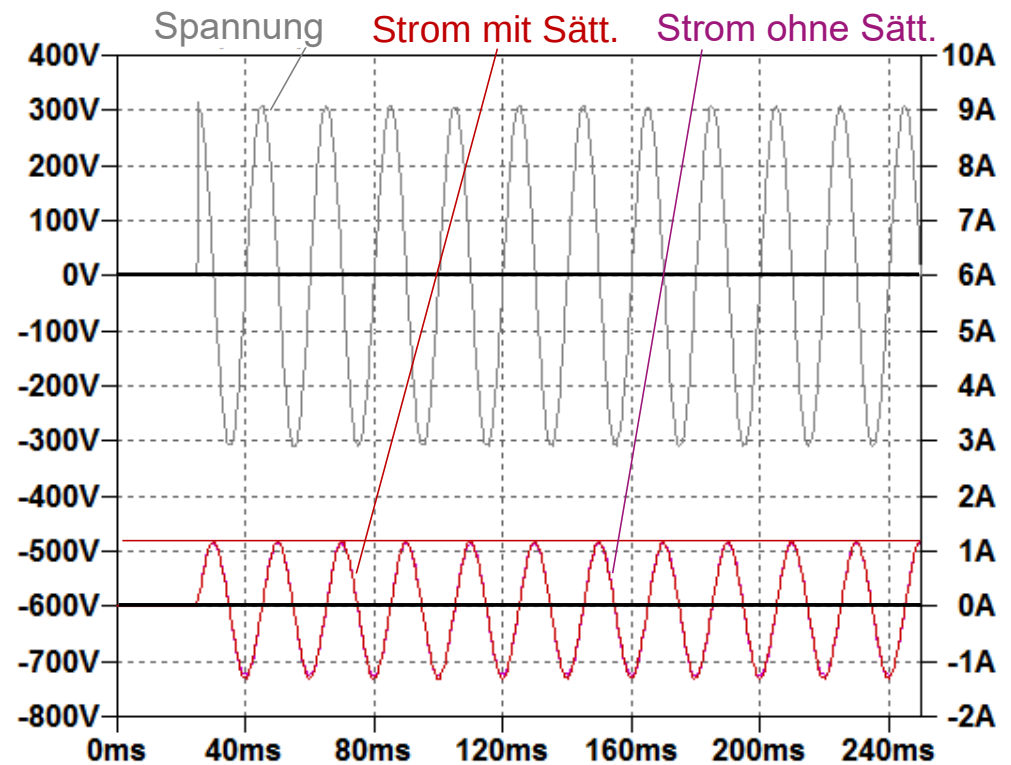 Spannung Strom mit Sätt. Strom ohne Sätt.
400V 10A
300V 9A
200V 8A
100V 7A
0V 6A
-100V 5A
-200V 4A
-300V 3A
-400V 2A
-500V 1A
-600V 0A
-700V -1A
-800V -2A
0ms 40ms 80ms 120ms 160ms 200ms 240ms